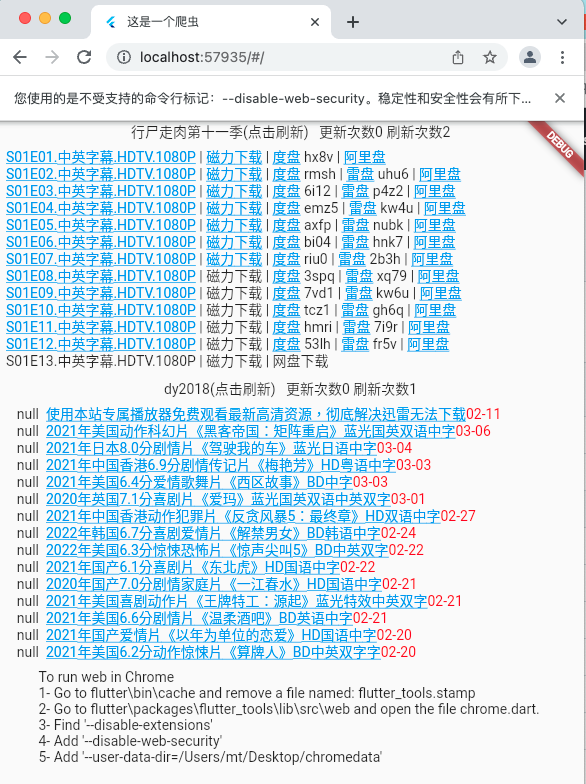 这是一个爬虫
localhost:57935/#/
您使用的是不受支持的命令行标记：--disable-web-security。稳定性和安全性会有所下...
DEBUG
行尸走肉第十一季(点击刷新) 更新次数0 刷新次数2
S01E01.中英字幕.HDTV.1080P | 磁力下载 | 度盘 hx8v | 阿里盘
S01E02.中英字幕.HDTV.1080P | 磁力下载 | 度盘 rmsh | 雷盘 uhu6 | 阿里盘
S01E03.中英字幕.HDTV.1080P | 磁力下载 | 度盘 6i12 | 雷盘 p4z2 | 阿里盘
S01E04.中英字幕.HDTV.1080P | 磁力下载 | 度盘 emz5 | 雷盘 kw4u | 阿里盘
S01E05.中英字幕.HDTV.1080P | 磁力下载 | 度盘 axfp | 雷盘 nubk | 阿里盘
S01E06.中英字幕.HDTV.1080P | 磁力下载 | 度盘 bi04 | 雷盘 hnk7 | 阿里盘
S01E07.中英字幕.HDTV.1080P | 磁力下载 | 度盘 riu0 | 雷盘 2b3h | 阿里盘
S01E08.中英字幕.HDTV.1080P | 磁力下载 | 度盘 3spq | 雷盘 xq79 | 阿里盘
S01E09.中英字幕.HDTV.1080P | 磁力下载 | 度盘 7vd1 | 雷盘 kw6u | 阿里盘
S01E10.中英字幕.HDTV.1080P | 磁力下载 | 度盘 tcz1 | 雷盘 gh6q | 阿里盘
S01E11.中英字幕.HDTV.1080P | 磁力下载 | 度盘 hmri | 雷盘 7i9r | 阿里盘
S01E12.中英字幕.HDTV.1080P | 磁力下载 | 度盘 53lh | 雷盘 fr5v | 阿里盘
S01E13.中英字幕.HDTV.1080P | 磁力下载 | 网盘下载
dy2018(点击刷新) 更新次数0 刷新次数1
null 使用本站专属播放器免费观看最新高清资源，彻底解决迅雷无法下载02-11
null 2021年美国动作科幻片《黑客帝国：矩阵重启》蓝光国英双语中字03-06
null 2021年日本8.0分剧情片《驾驶我的车》蓝光日语中字03-04
null 2021年中国香港6.9分剧情传记片《梅艳芳》HD粤语中字03-03
null 2021年美国6.4分爱情歌舞片《西区故事》BD中字03-03
null 2020年英国7.1分喜剧片《爱玛》蓝光国英双语中英双字03-01
null 2021年中国香港动作犯罪片《反贪风暴5：最终章》HD双语中字02-27
null 2022年韩国6.7分喜剧爱情片《解禁男女》BD韩语中字02-24
null 2022年美国6.3分惊悚恐怖片《惊声尖叫5》BD中英双字02-22
null 2021年国产6.1分喜剧片《东北虎》HD国语中字02-22
null 2020年国产7.0分剧情家庭片《一江春水》HD国语中字02-21
null 2021年美国喜剧动作片《王牌特工：源起》蓝光特效中英双字02-21
null 2021年美国6.6分剧情片《温柔酒吧》BD英语中字02-21
null 2021年国产爱情片《以年为单位的恋爱》HD国语中字02-20
null 2021年美国6.2分动作惊悚片《算牌人》BD中英双字字02-20
To run web in Chrome
1- Go to flutter\bin\cache and remove a file named: flutter_tools.stamp
2- Go to flutter\packages\flutter_tools\lib\src\web and open the file chrome.dart.
3- Find '--disable-extensions'
4- Add '--disable-web-security'
5- Add '--user-data-dir=/Users/mt/Desktop/chromedata'